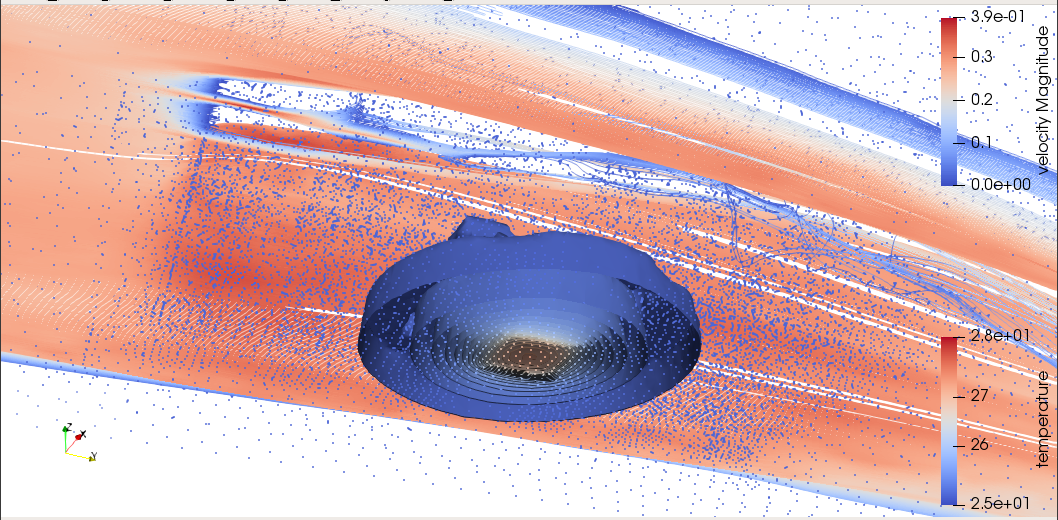 3.9e-01
0.3
0.2
0.1
0.0e+00
velocity Magnitude
2.8e+01
27
26
2.5e+01
temperature
Z
X
Y